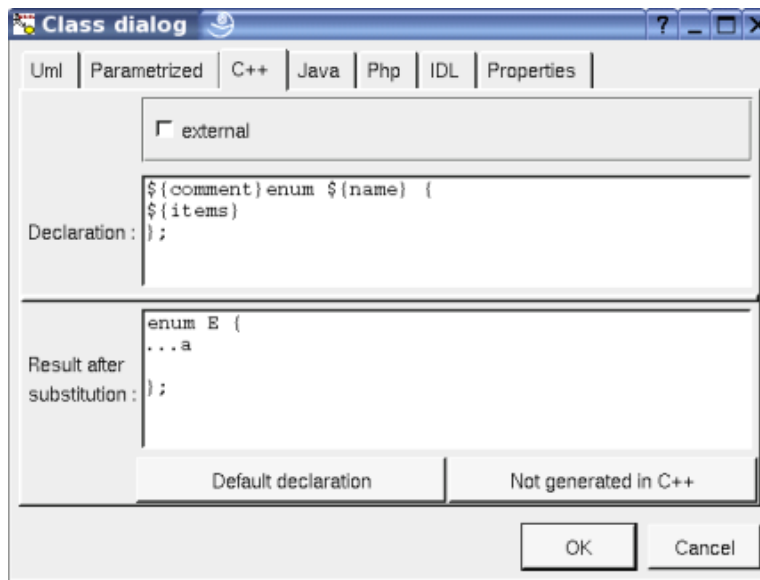 Class dialog
?
Uml Parametrized C++ Java Php IDL Properties
external
Declaration :
${comment}enum ${name} {
${items}
};
Result after
substitution :
enum E {
...a
};
Default declaration Not generated in C++
OK Cancel